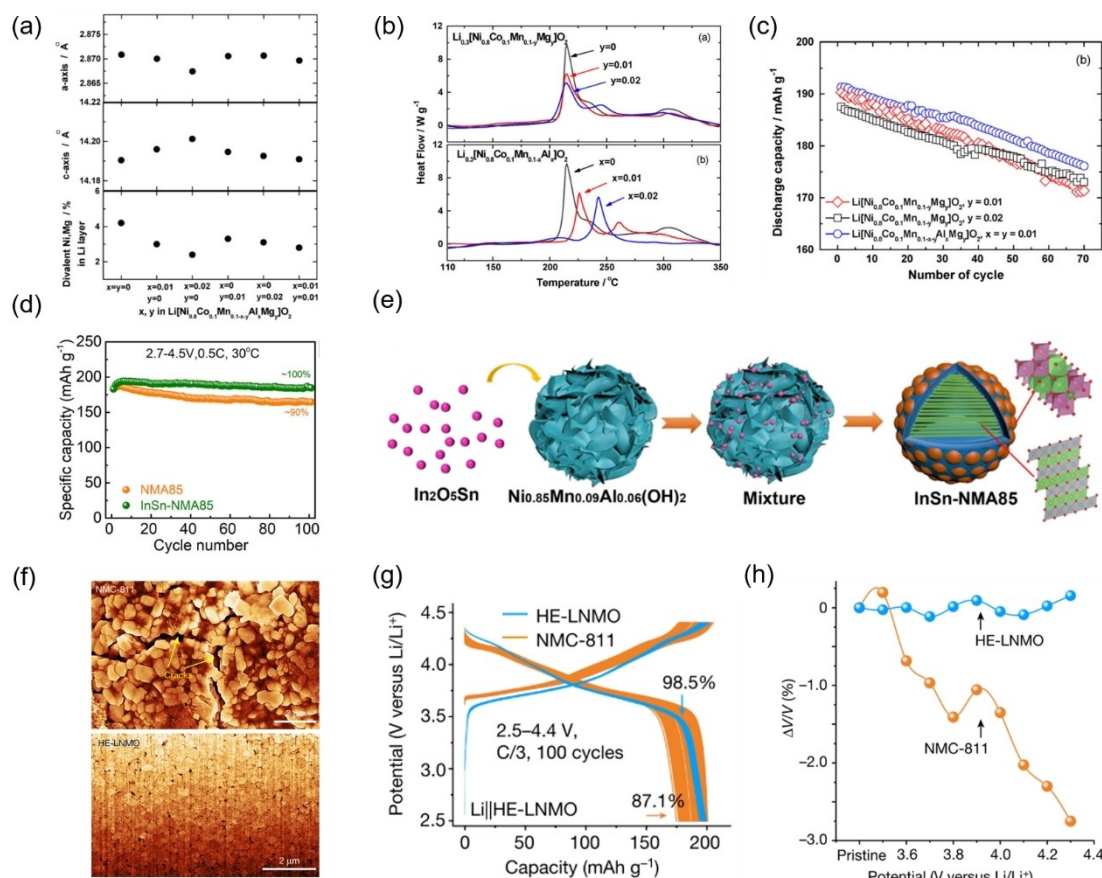 (a)
a-axis / Å
2.875
2.870
2.865
14.22
c-axis / Å
14.20
14.18
Divalent Ni,Mg / %
in Li layer
6
4
2
x=y=0 x=0.01 x=0.02 x=0 x=0 x=0.01
y=0 y=0 y=0.01 y=0.02 y=0.01
x, y in Li[Ni0.8Co0.1Mn0.1-x-yAlxMgy]O2
(b)
Heat Flow / W g-1
12
8
4
0
Li0.3[Ni0.8Co0.1Mn0.1-yMgy]O2
(a)
y=0
y=0.01
y=0.02
12
8
4
0
Li0.3[Ni0.8Co0.1Mn0.1-xAlx]O2
(b)
x=0
x=0.01
x=0.02
110 150 200 250 300 350
Temperature / °C
(c)
Discharge capacity / mAh g-1
200
190
180
170
160
(b)
Li[Ni0.8Co0.1Mn0.1-yMgy]O2, y = 0.01
Li[Ni0.8Co0.1Mn0.1-yMgy]O2, y = 0.02
Li[Ni0.8Co0.1Mn0.1-x-yAlxMgy]O2, x = y = 0.01
0 10 20 30 40 50 60 70
Number of cycle
(d)
Specific capacity (mAh g-1)
250
200
150
100
50
0
2.7-4.5V,0.5C, 30°C
~100%
~90%
NMA85
InSn-NMA85
0 20 40 60 80 100
Cycle number
(e)
In2O5Sn
Ni0.85Mn0.09Al0.06(OH)2
Mixture
InSn-NMA85
(f)
NMC-811
Cracks
HE-LNMO
2 μm
(g)
Potential (V versus Li/Li+)
4.5
4.0
3.5
3.0
2.5
HE-LNMO
NMC-811
98.5%
2.5–4.4 V,
C/3, 100 cycles
87.1%
Li||HE-LNMO
0 50 100 150 200
Capacity (mAh g–1)
(h)
ΔV/V (%)
0
−1.0
−2.0
−3.0
HE-LNMO
NMC-811
Pristine 3.6 3.8 4.0 4.2 4.4
Potential (V versus Li/Li+)